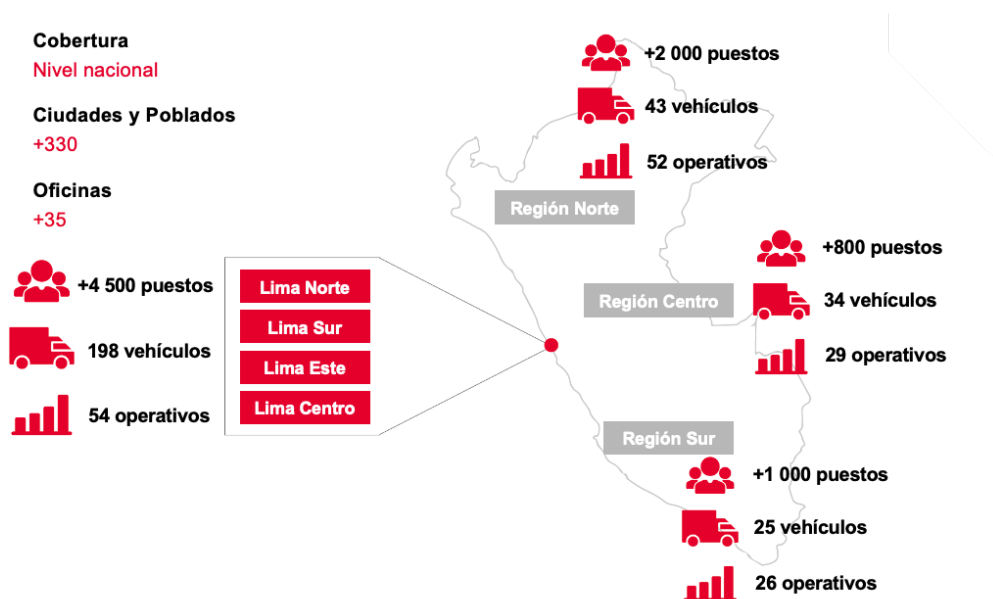 Cobertura
Nivel nacional
Ciudades y Poblados
+330
Oficinas
+35
+4 500 puestos
198 vehículos
54 operativos
Lima Norte
Lima Sur
Lima Este
Lima Centro
+2 000 puestos
43 vehículos
52 operativos
Región Norte
+800 puestos
Región Centro
34 vehículos
29 operativos
Región Sur
+1 000 puestos
25 vehículos
26 operativos